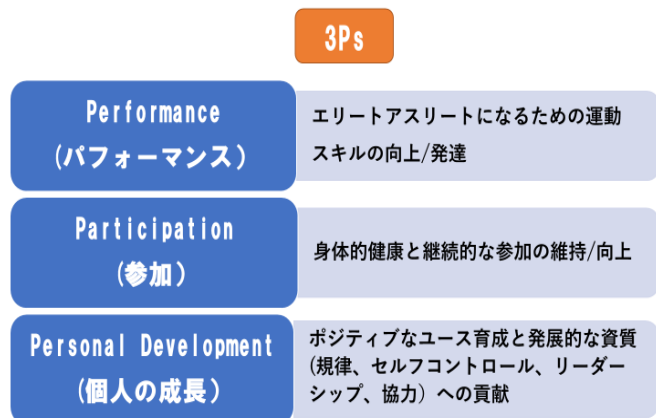 3Ps
Performance
(パフォーマンス)
エリートアスリートになるための運動
スキルの向上/発達
Participation
(参加)
身体的健康と継続的な参加の維持/向上
Personal Development
(個人の成長)
ポジティブなユース育成と発展的な資質
(規律、セルフコントロール、リーダー
シップ、協力）への貢献